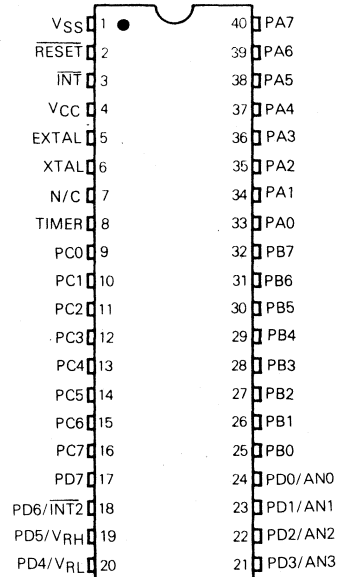 VSS 1 40 PA7
RESET 2 39 PA6
INT 3 38 PA5
VCC 4 37 PA4
EXTAL 5 36 PA3
XTAL 6 35 PA2
N/C 7 34 PA1
TIMER 8 33 PA0
PC0 9 32 PB7
PC1 10 31 PB6
PC2 11 30 PB5
PC3 12 29 PB4
PC4 13 28 PB3
PC5 14 27 PB2
PC6 15 26 PB1
PC7 16 25 PB0
PD7 17 24 PD0/AN0
PD6/INT2 18 23 PD1/AN1
PD5/VRH 19 22 PD2/AN2
PD4/VRL 20 21 PD3/AN3